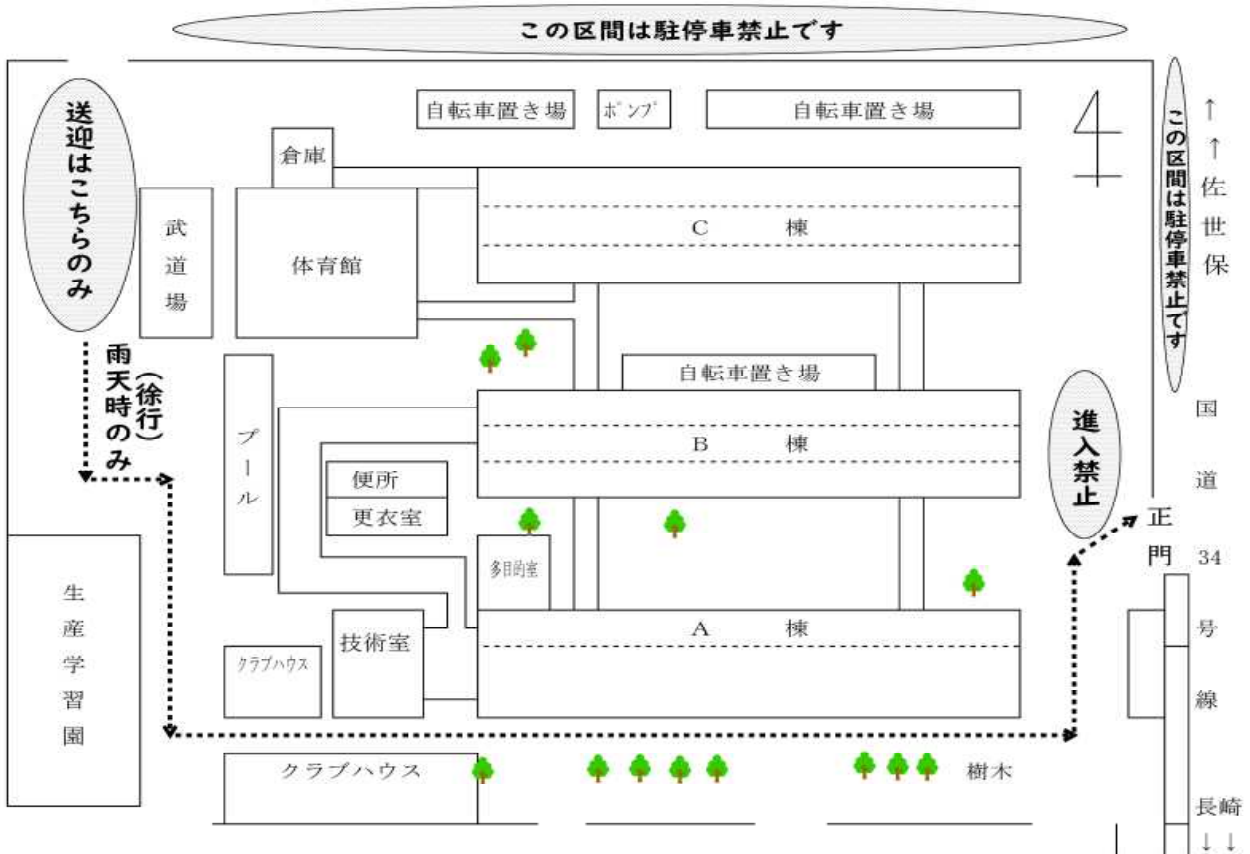 この区間は駐停車禁止です
送迎はこちらのみ
自転車置き場
ポンプ
自転車置き場
この区間は駐停車禁止です
↑
↑
佐世保
倉庫
武道場
体育館
C 棟
雨天時のみ
(徐行)
自転車置き場
進入禁止
国道34号線
プール
B 棟
便所
更衣室
正門
多目的室
生産学習園
技術室
A 棟
クラブハウス
クラブハウス
樹木
長崎
↓↓